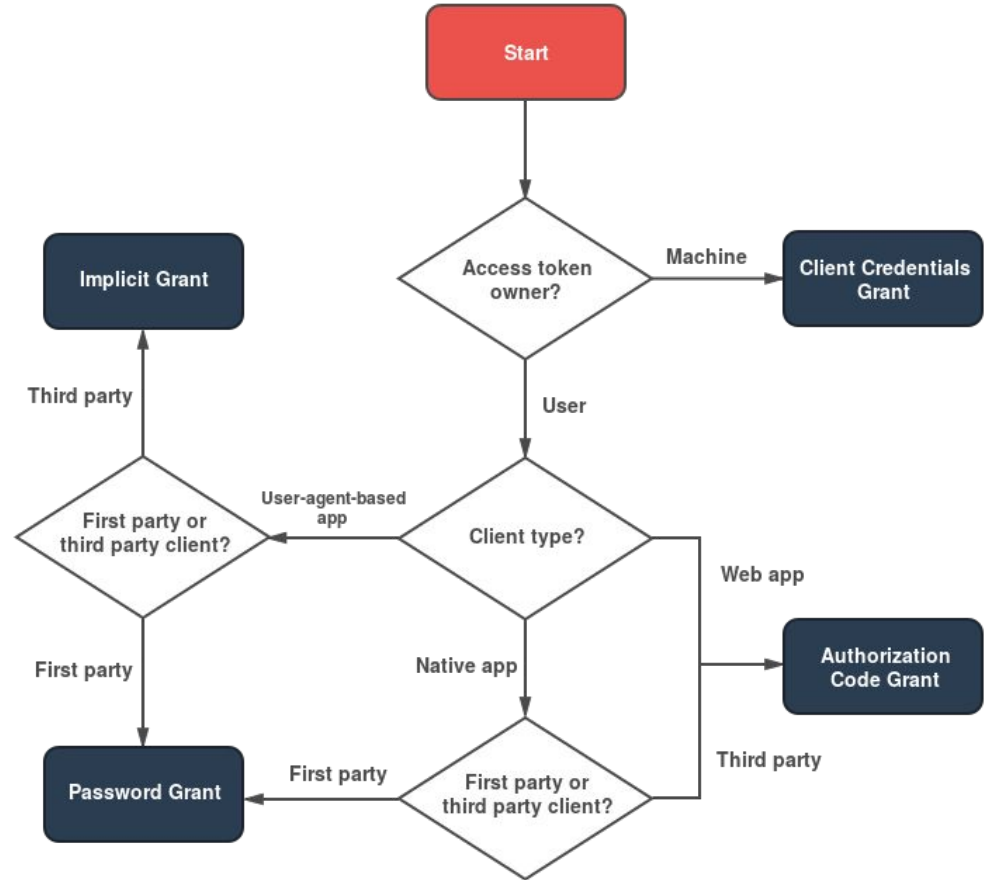 Start
Access token
owner?
Machine
Client Credentials
Grant
Implicit Grant
Third party
User
First party or
third party client?
User-agent-based
app
Client type?
Web app
First party
Native app
Authorization
Code Grant
Password Grant
First party
First party or
third party client?
Third party